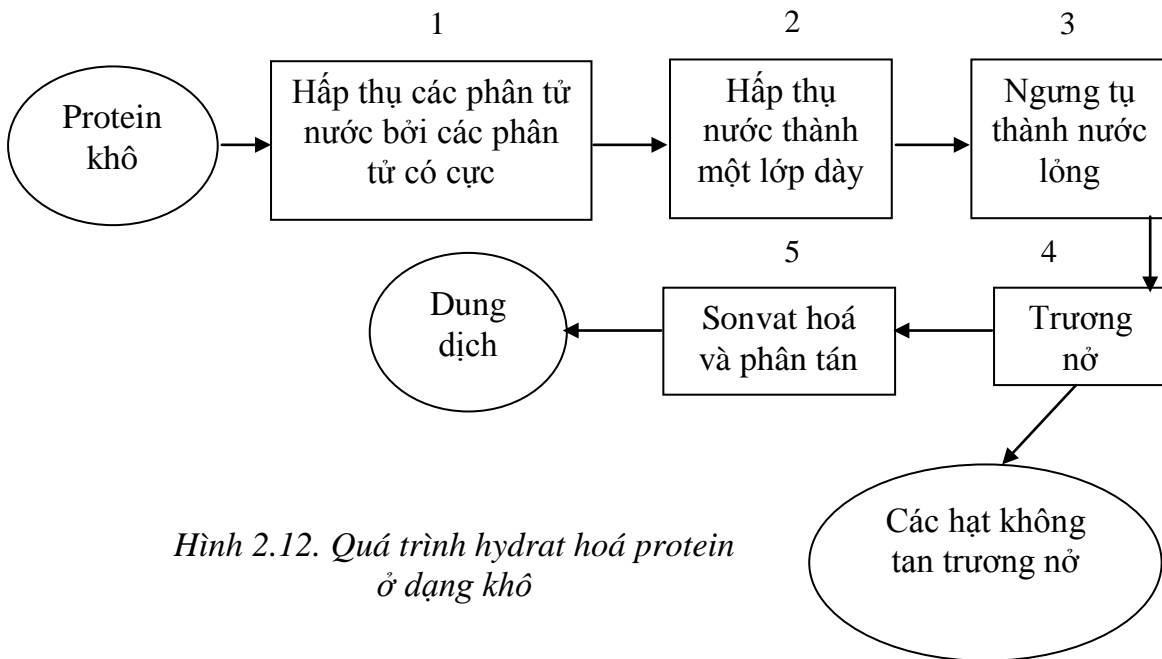 1
2
3
Protein
khô
Hấp thụ các phân tử
nước bởi các phân
tử có cực
Hấp thụ
nước thành
một lớp dày
Ngưng tụ
thành nước
lỏng
5
4
Dung
dịch
Sonvat hoá
và phân tán
Trương
nở
Các hạt không
tan trương nở
Hình 2.12. Quá trình hydrat hoá protein
ở dạng khô